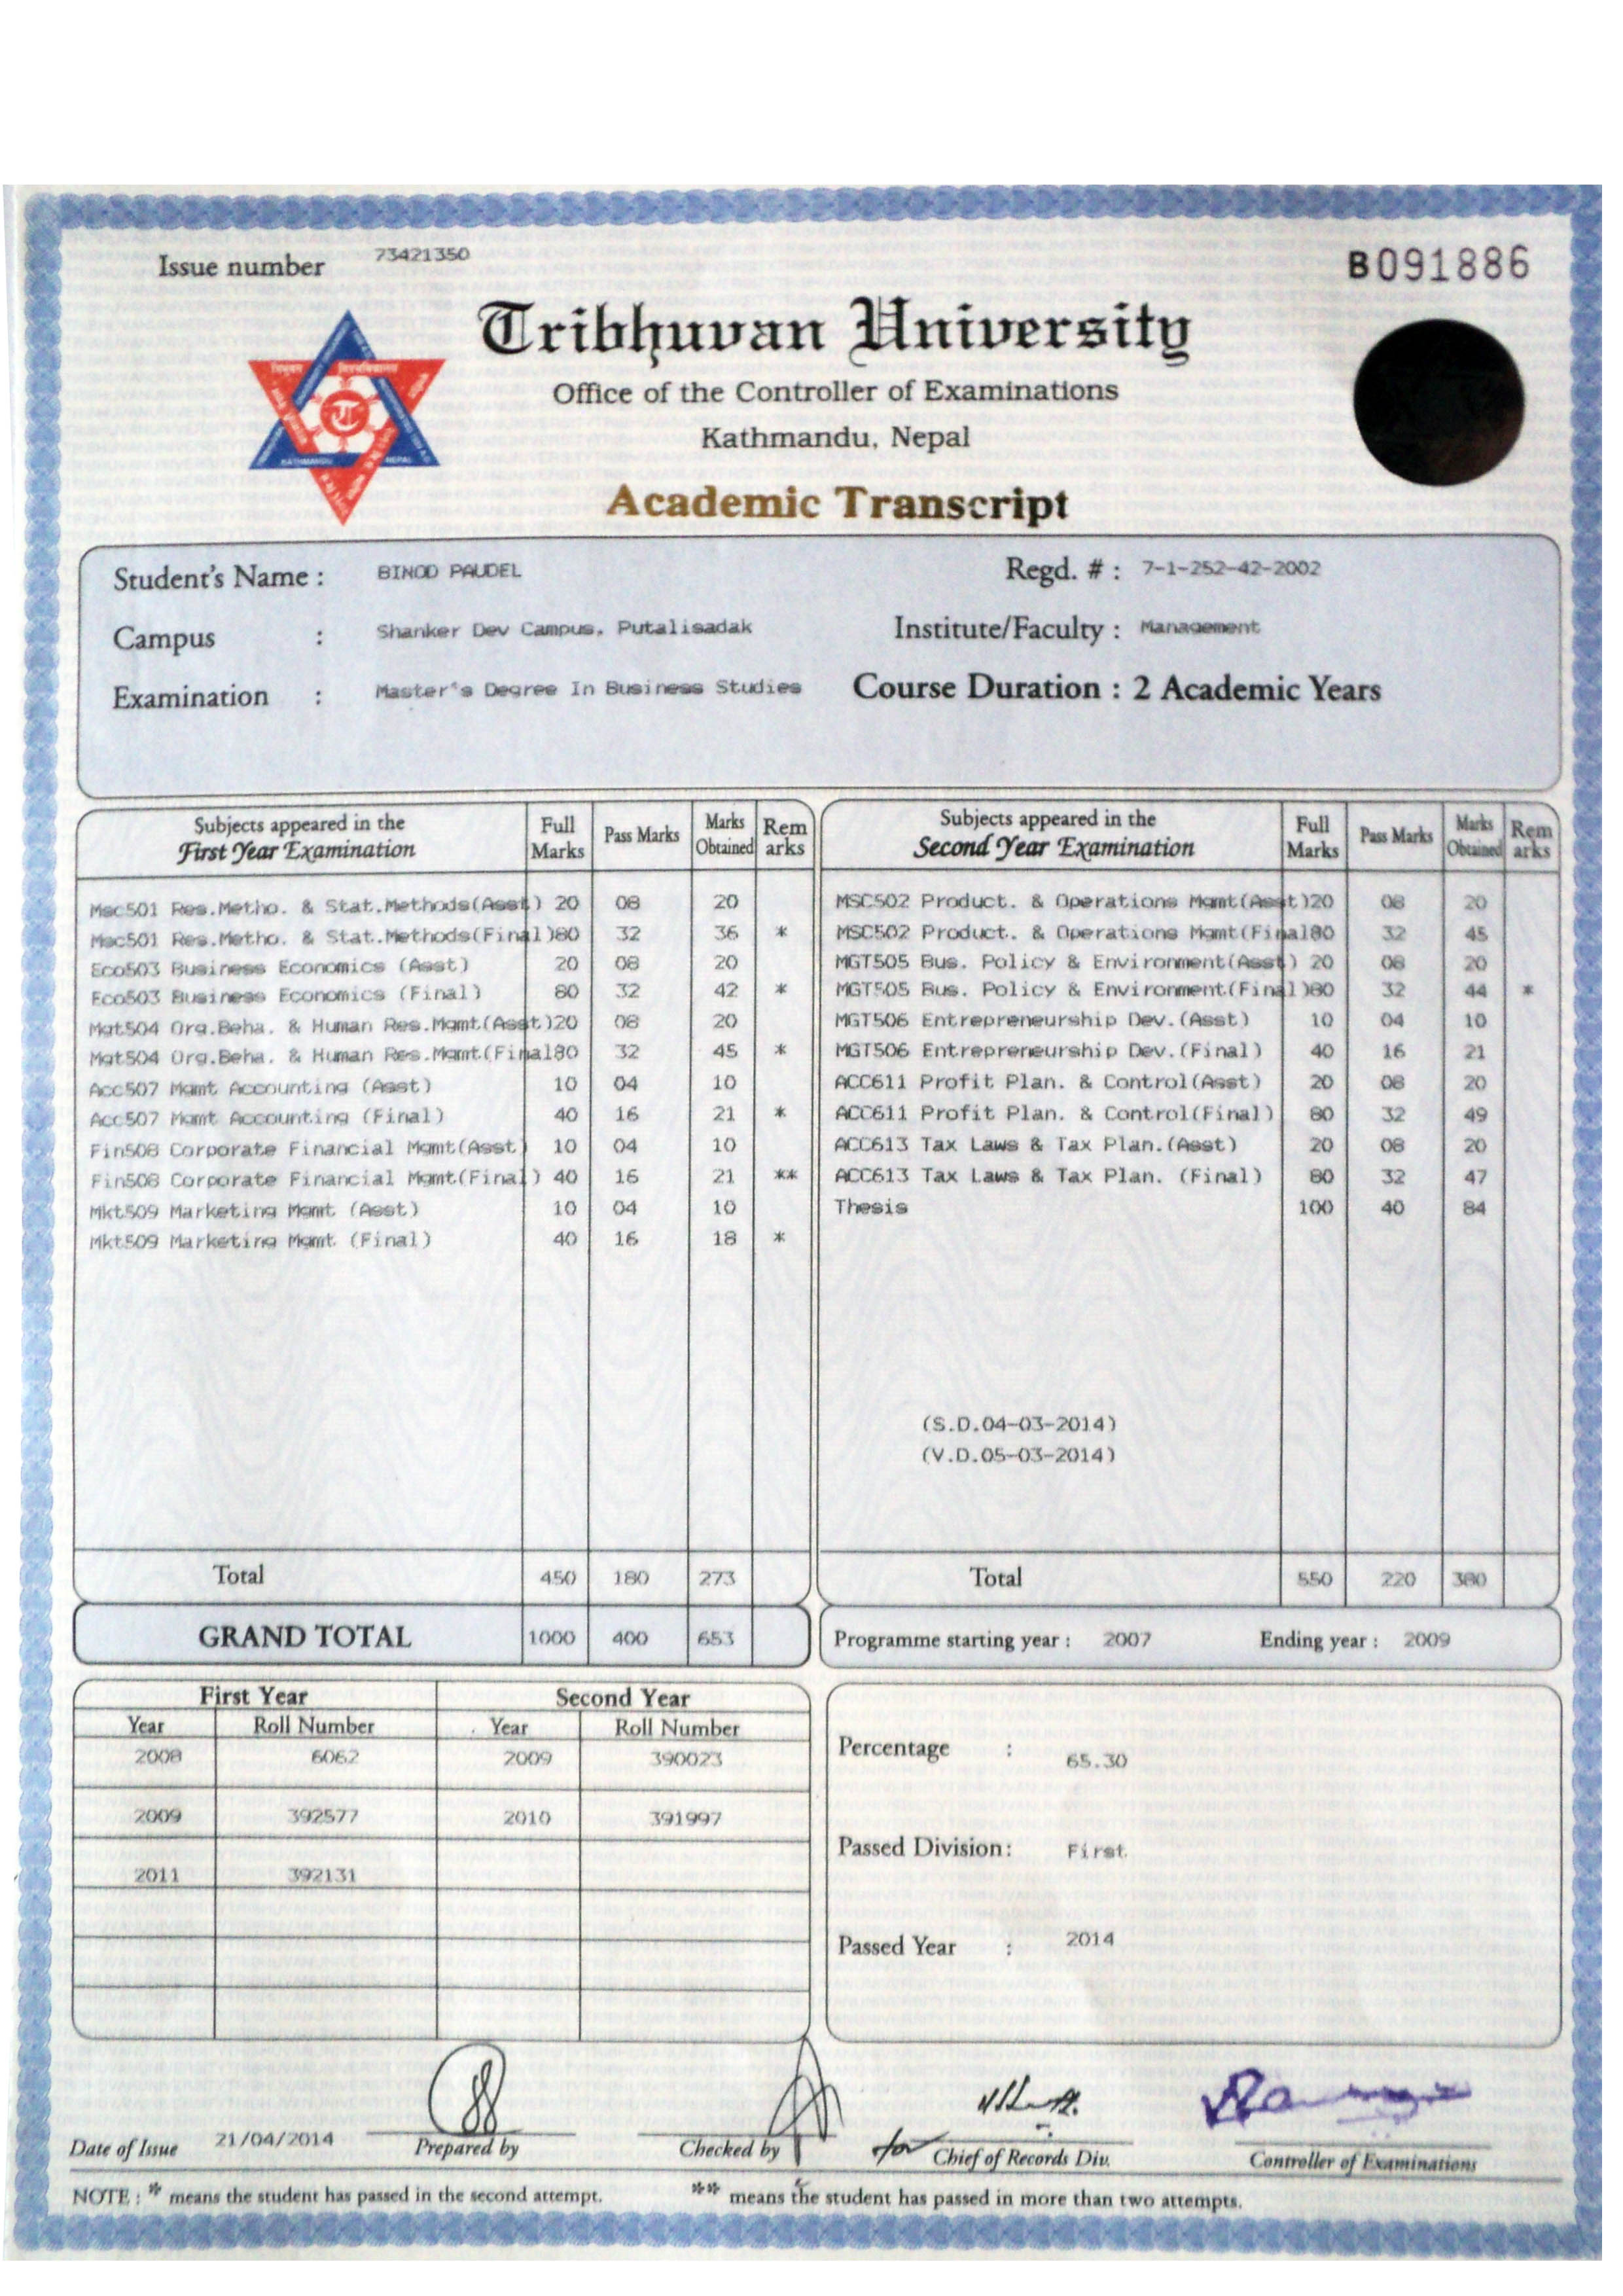 Issue number 73421350
B091886
Tribhuvan University
Office of the Controller of Examinations
Kathmandu, Nepal
KATHMANDU NEPAL
Academic Transcript
Student's Name : BINOD PAUDEL
Regd. # : 7-1-252-42-2002
Campus : Shanker Dev Campus, Putalisadak
Institute/Faculty : Management
Examination : Master's Degree In Business Studies
Course Duration : 2 Academic Years
Subjects appeared in the First Year Examination Full Marks Pass Marks Marks Obtained Rem arks
Msc501 Res.Metho. & Stat.Methods(Asst) 20 08 20
Msc501 Res.Metho. & Stat.Methods(Final)80 32 36 *
Eco503 Business Economics (Asst) 20 08 20
Eco503 Business Economics (Final) 80 32 42 *
Mgt504 Org.Beha. & Human Res.Mgmt(Asst)20 08 20
Mgt504 Org.Beha. & Human Res.Mgmt(Final80 32 45 *
Acc507 Mgmt Accounting (Asst) 10 04 10
Acc507 Mgmt Accounting (Final) 40 16 21 *
Fin508 Corporate Financial Mgmt(Asst) 10 04 10
Fin508 Corporate Financial Mgmt(Final) 40 16 21 **
Mkt509 Marketing Mgmt (Asst) 10 04 10
Mkt509 Marketing Mgmt (Final) 40 16 18 *
Total 450 180 273
GRAND TOTAL 1000 400 653
Subjects appeared in the Second Year Examination Full Marks Pass Marks Marks Obtained Rem arks
MSC502 Product. & Operations Mgmt(Asst)20 08 20
MSC502 Product. & Operations Mgmt(Final80 32 45
MGT505 Bus. Policy & Environment(Asst) 20 08 20
MGT505 Bus. Policy & Environment(Final)80 32 44 *
MGT506 Entrepreneurship Dev.(Asst) 10 04 10
MGT506 Entrepreneurship Dev.(Final) 40 16 21
ACC611 Profit Plan. & Control(Asst) 20 08 20
ACC611 Profit Plan. & Control(Final) 80 32 49
ACC613 Tax Laws & Tax Plan.(Asst) 20 08 20
ACC613 Tax Laws & Tax Plan. (Final) 80 32 47
Thesis 100 40 84
(S.D.04-03-2014)
(V.D.05-03-2014)
Total 550 220 380
Programme starting year : 2007 Ending year : 2009
First Year Second Year
Year Roll Number Year Roll Number
2008 6062 2009 390023
2009 392577 2010 391997
2011 392131
Percentage : 65.30
Passed Division : First
Passed Year : 2014
Date of Issue 21/04/2014
Prepared by
Checked by
for Chief of Records Div.
Controller of Examinations
NOTE : * means the student has passed in the second attempt. ** means the student has passed in more than two attempts.